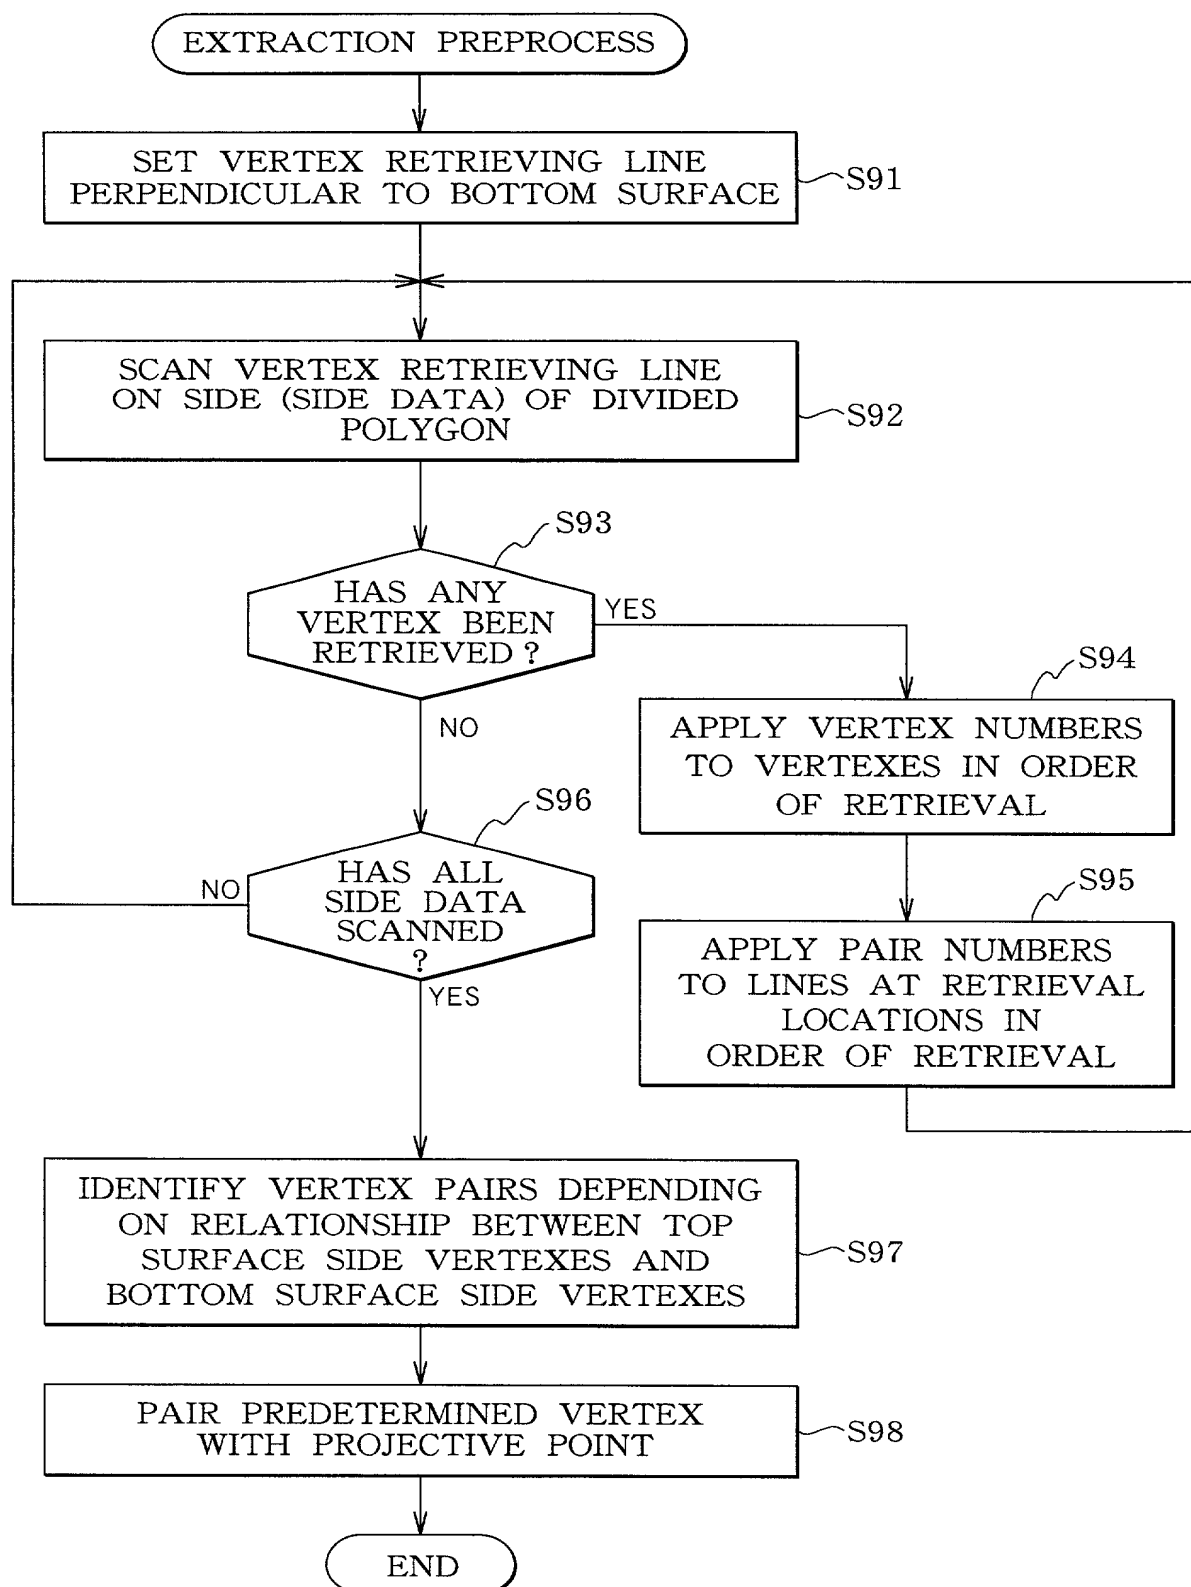 EXTRACTION PREPROCESS
SET VERTEX RETRIEVING LINE
PERPENDICULAR TO BOTTOM SURFACE
S91
SCAN VERTEX RETRIEVING LINE
ON SIDE (SIDE DATA) OF DIVIDED
POLYGON
S92
S93
HAS ANY
VERTEX BEEN
RETRIEVED ?
YES
NO
S94
APPLY VERTEX NUMBERS
TO VERTEXES IN ORDER
OF RETRIEVAL
S95
APPLY PAIR NUMBERS
TO LINES AT RETRIEVAL
LOCATIONS IN
ORDER OF RETRIEVAL
S96
HAS ALL
SIDE DATA
SCANNED
?
NO
YES
IDENTIFY VERTEX PAIRS DEPENDING
ON RELATIONSHIP BETWEEN TOP
SURFACE SIDE VERTEXES AND
BOTTOM SURFACE SIDE VERTEXES
S97
PAIR PREDETERMINED VERTEX
WITH PROJECTIVE POINT
S98
END